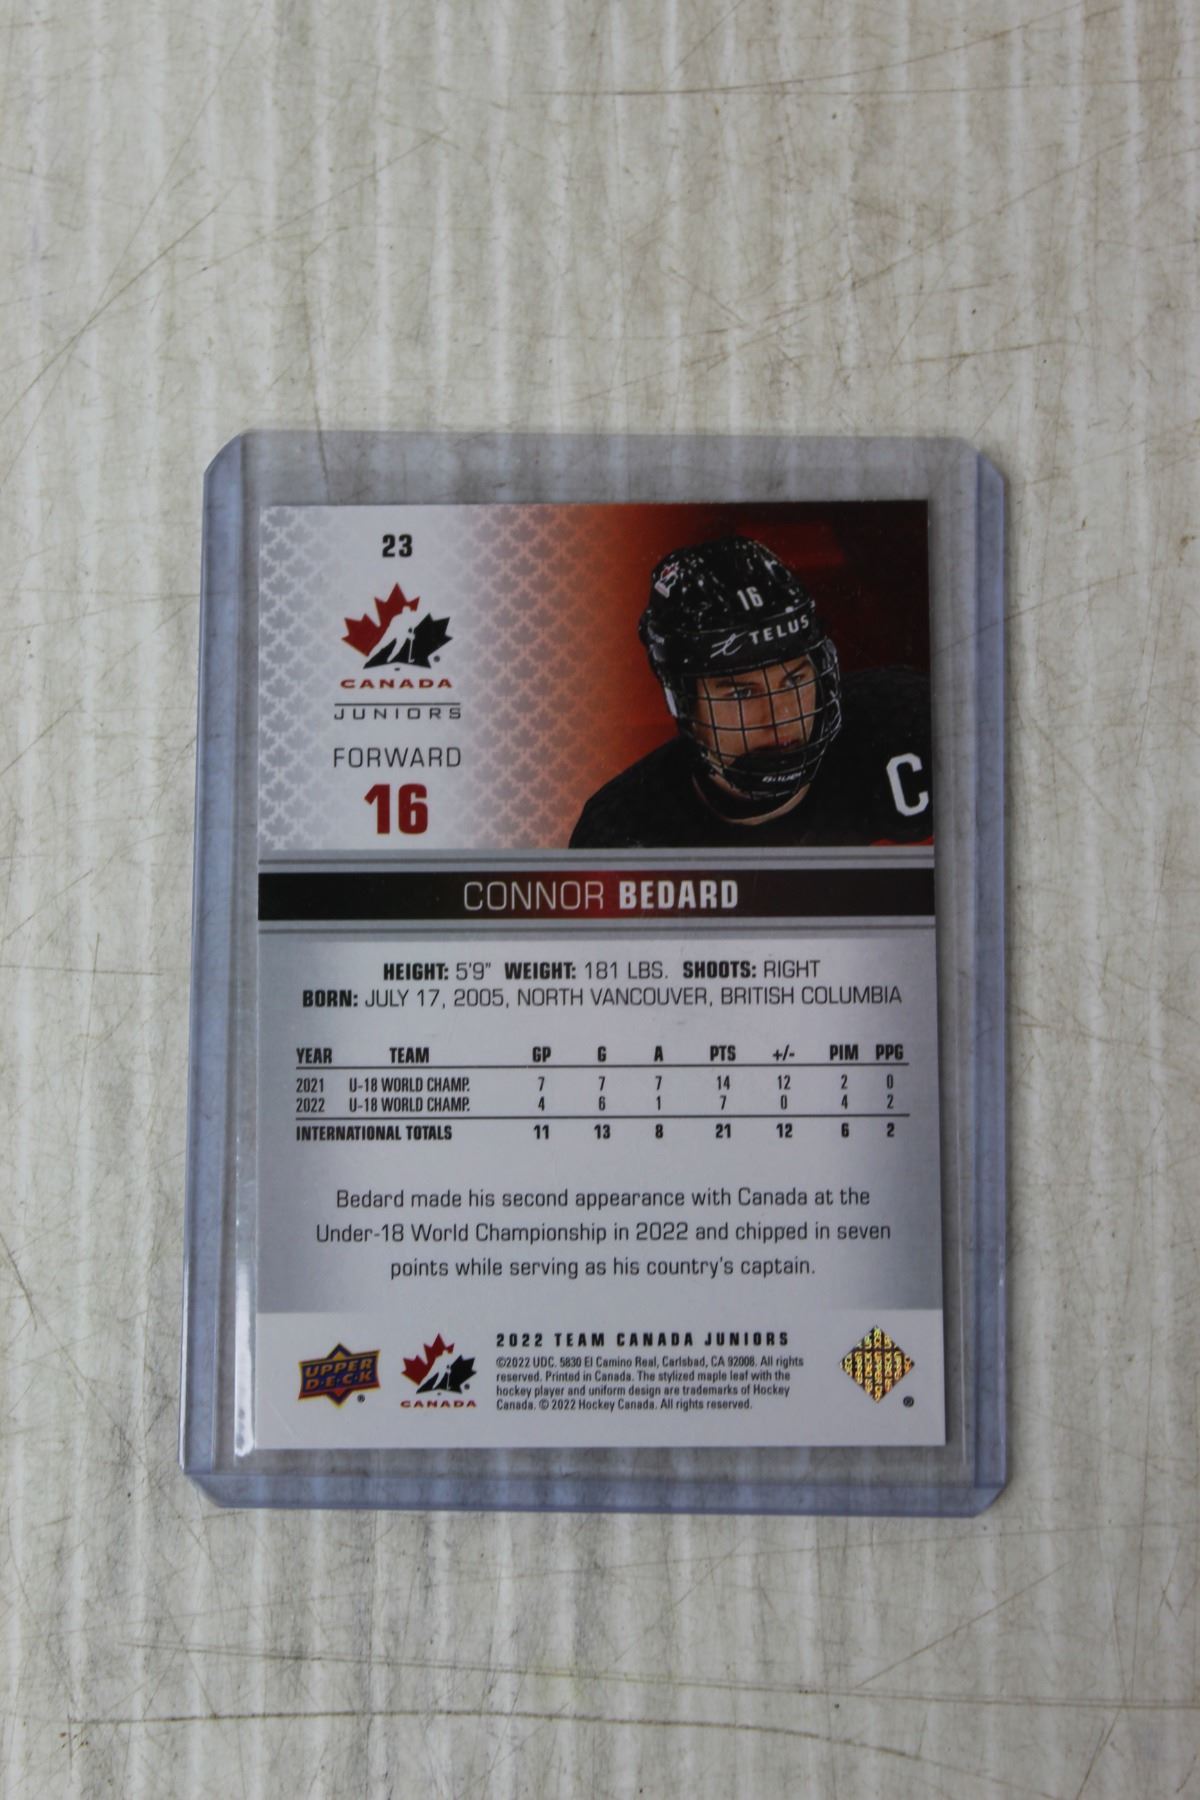 23
CANADA
JUNIORS
FORWARD
16
16
TELUS
BAUER
C
CONNOR BEDARD
HEIGHT: 5'9" WEIGHT: 181 LBS. SHOOTS: RIGHT
BORN: JULY 17, 2005, NORTH VANCOUVER, BRITISH COLUMBIA
YEAR TEAM GP G A PTS +/- PIM PPG
2021 U-18 WORLD CHAMP. 7 7 7 14 12 2 0
2022 U-18 WORLD CHAMP. 4 6 1 7 0 4 2
INTERNATIONAL TOTALS 11 13 8 21 12 6 2
Bedard made his second appearance with Canada at the
Under-18 World Championship in 2022 and chipped in seven
points while serving as his country's captain.
UPPER
DECK
®
CANADA
2022 TEAM CANADA JUNIORS
©2022 UDC. 5830 El Camino Real, Carlsbad, CA 92008. All rights
reserved. Printed in Canada. The stylized maple leaf with the
hockey player and uniform design are trademarks of Hockey
Canada. © 2022 Hockey Canada. All rights reserved.
®